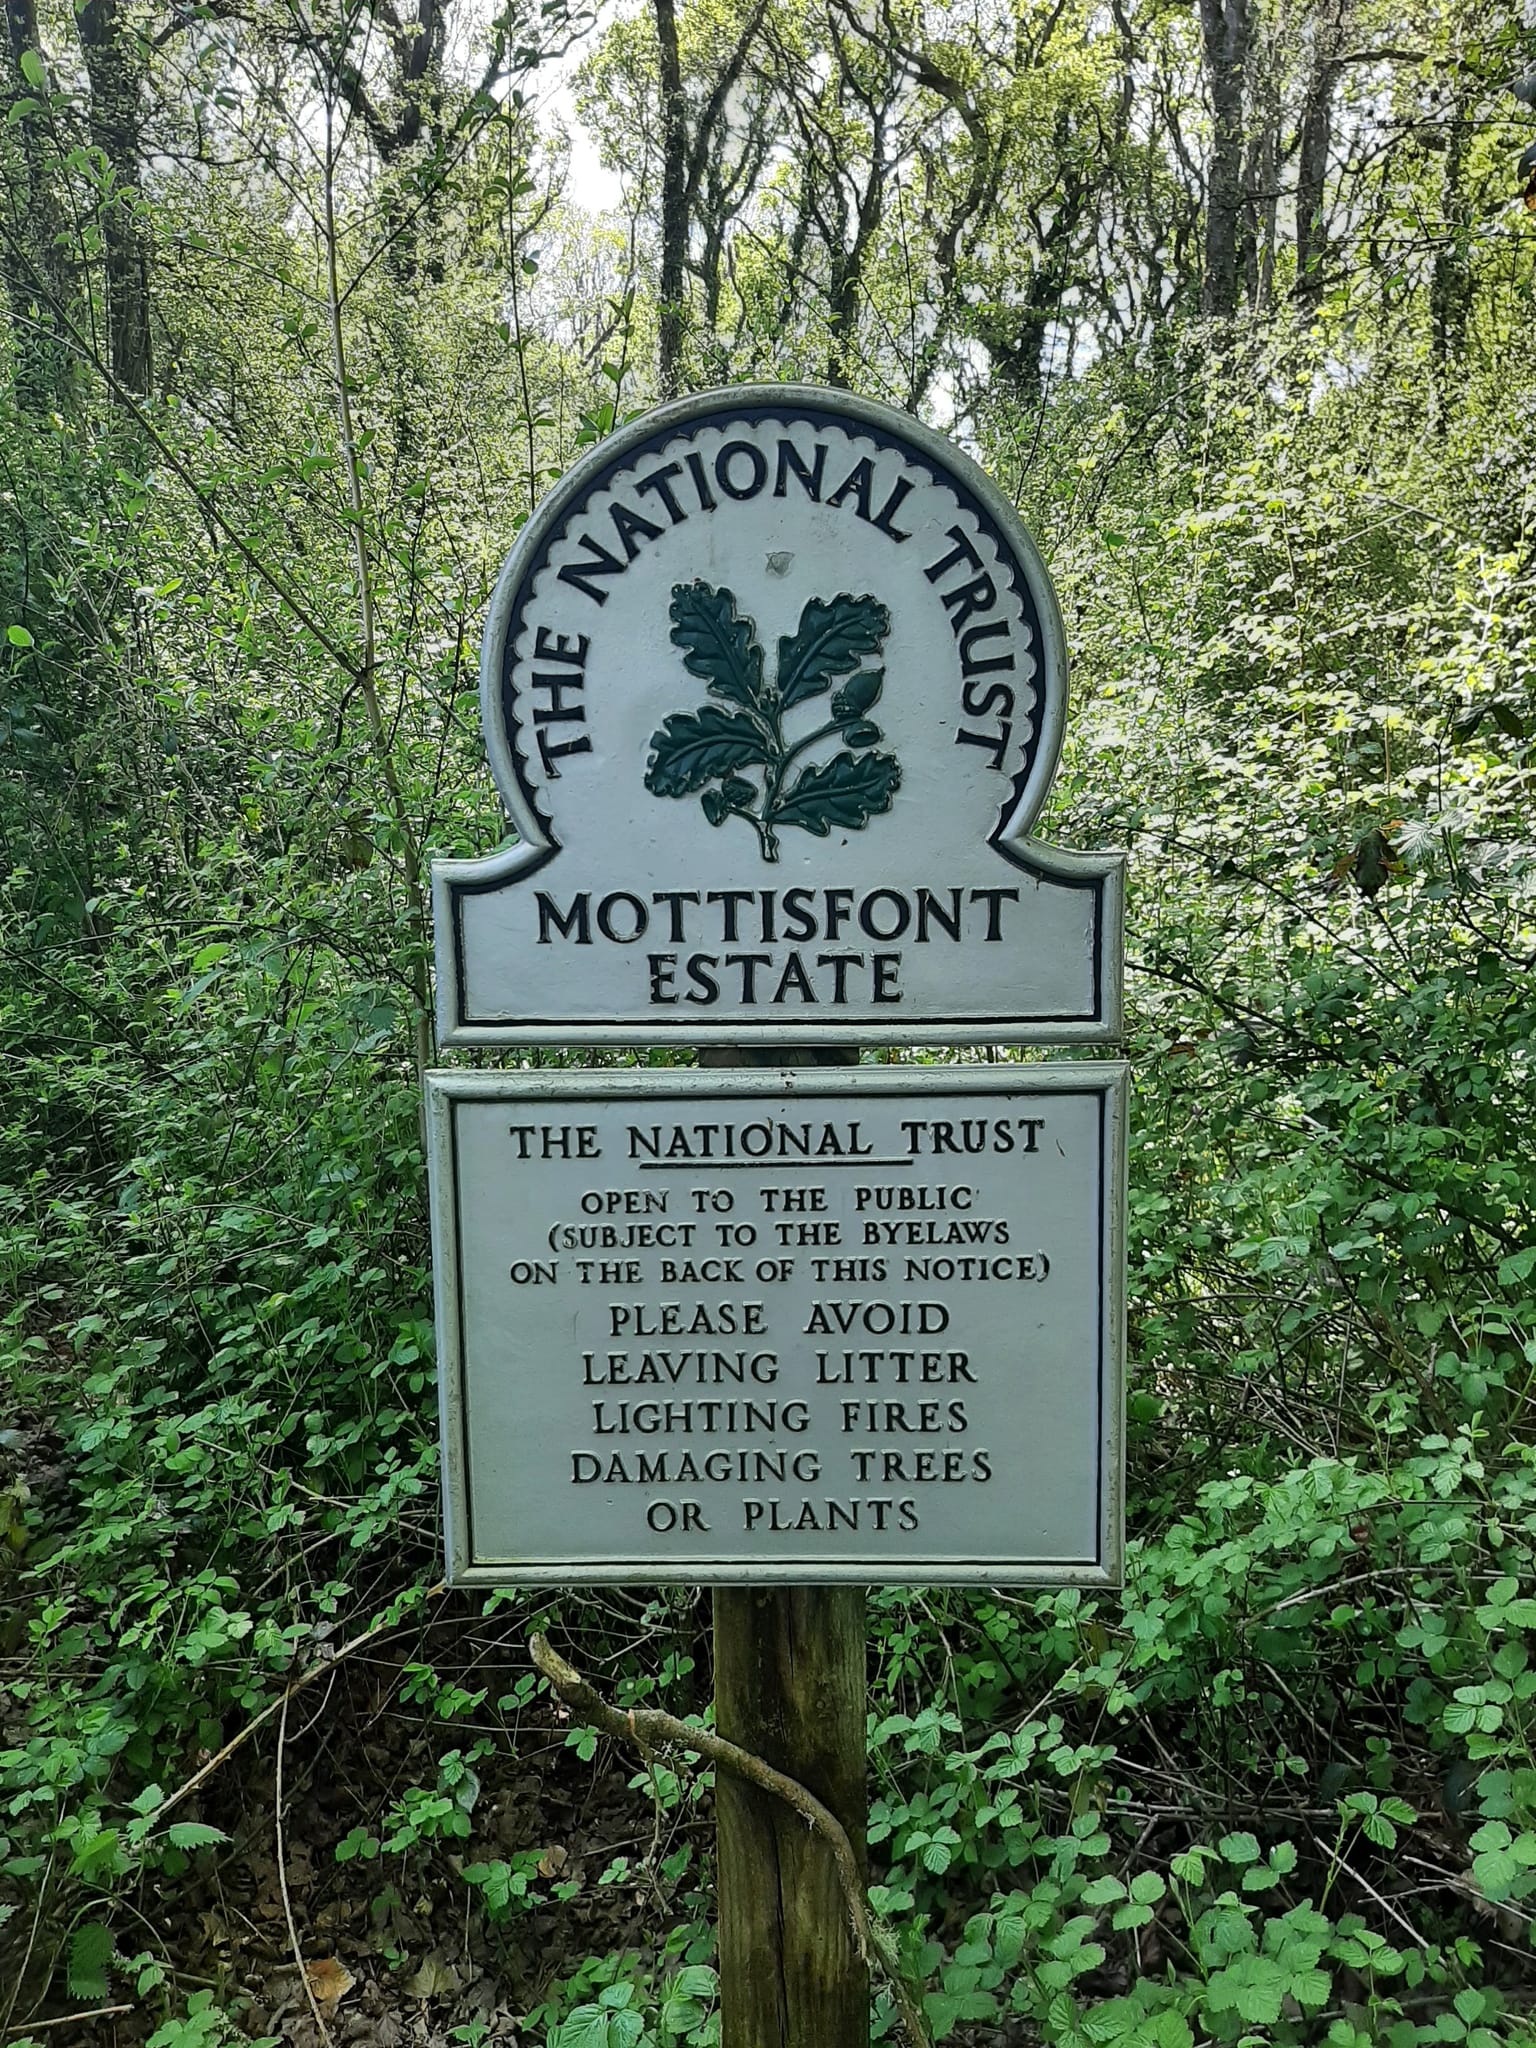 THE NATIONAL TRUST
MOTTISFONT
ESTATE
THE NATIONAL TRUST
OPEN TO THE PUBLIC
(SUBJECT TO THE BYELAWS
ON THE BACK OF THIS NOTICE)
PLEASE AVOID
LEAVING LITTER
LIGHTING FIRES
DAMAGING TREES
OR PLANTS